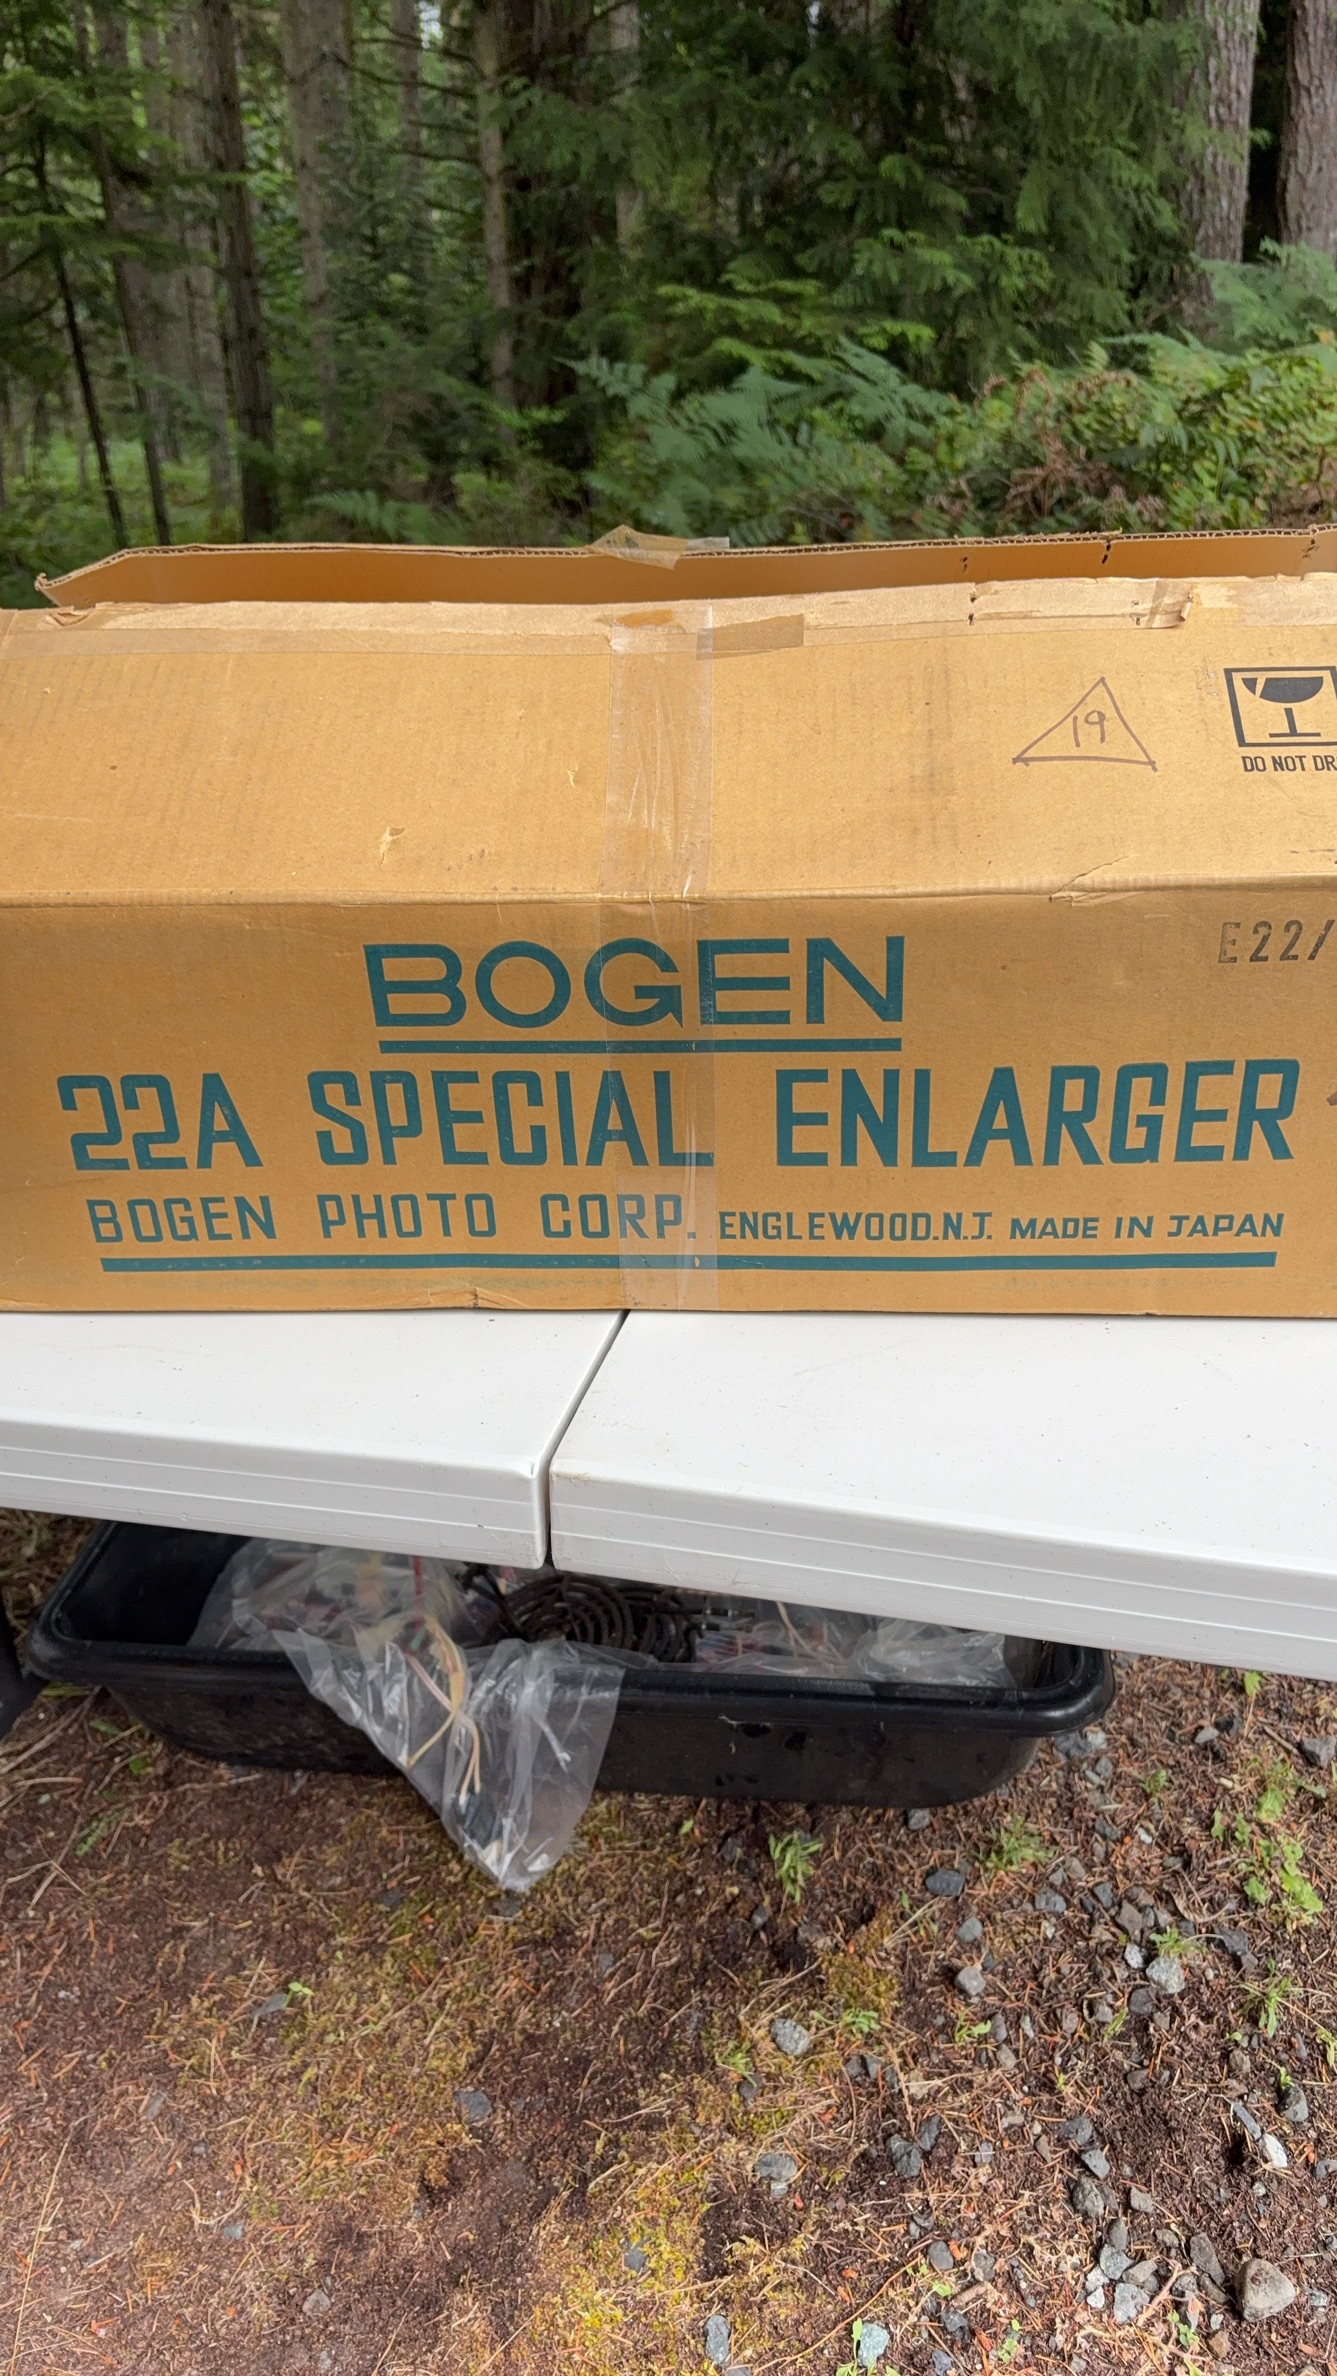 19
DO NOT DR
E22/
BOGEN
22A SPECIAL ENLARGER
BOGEN PHOTO CORP. ENGLEWOOD.N.J. MADE IN JAPAN